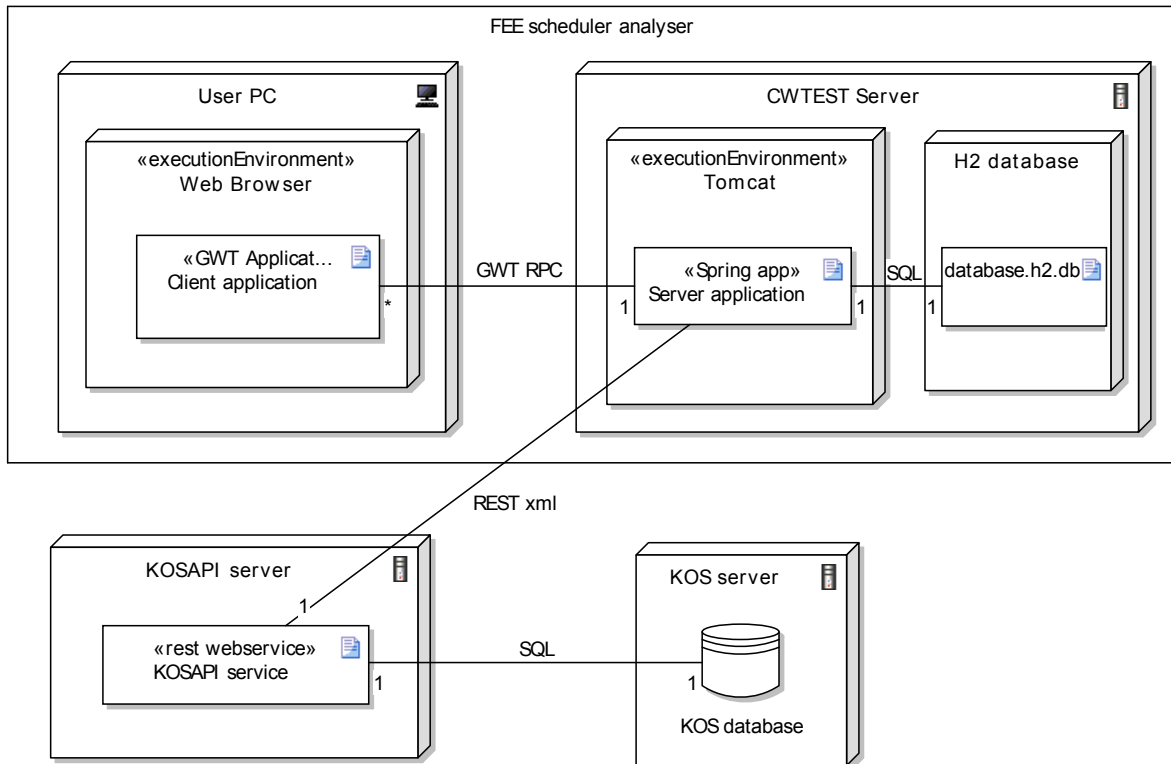 FEE scheduler analyser
User PC
CWTEST Server
«executionEnvironment»
Web Browser
«executionEnvironment»
Tomcat
H2 database
«GWT Applicat…
Client application
GWT RPC
*
1
«Spring app»
Server application
1
SQL
1
database.h2.db
REST xml
KOSAPI server
1
«rest webservice»
KOSAPI service
1
SQL
KOS server
1
KOS database